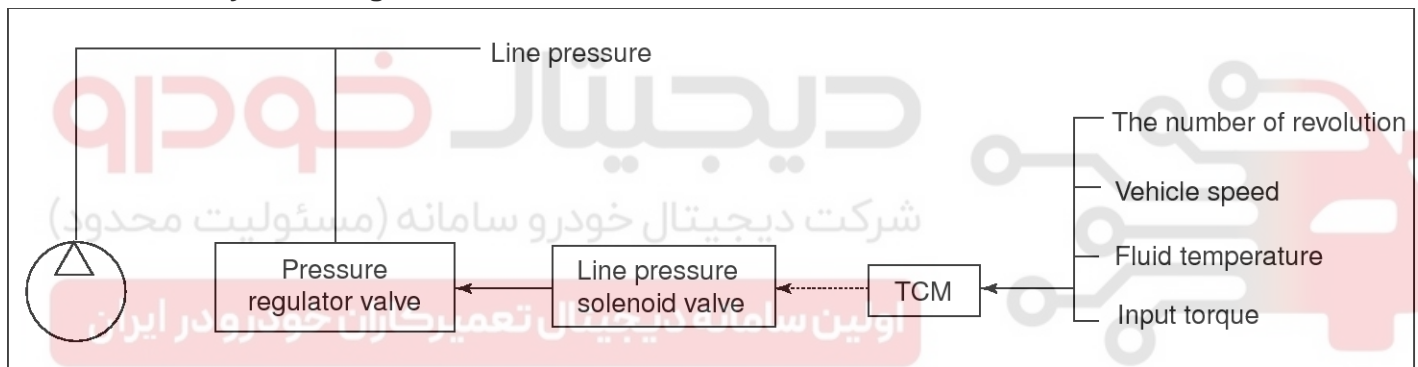 Line pressure
دیجیتال خودرو
The number of revolution
Vehicle speed
شرکت دیجیتال خودرو سامانه (مسئولیت محدود)
Fluid temperature
Pressure
regulator valve
Line pressure
solenoid valve
TCM
Input torque
اولین سامانه دیجیتال تعمیرکاران خودرو در ایران